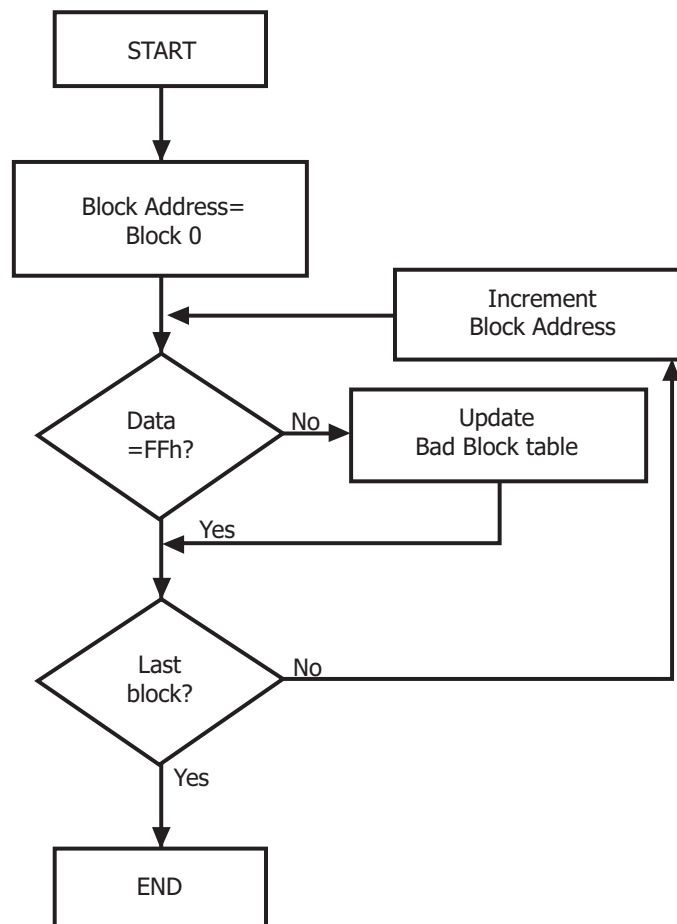 START
Block Address=
Block 0
Increment
Block Address
Data
=FFh?
No
Update
Bad Block table
Yes
Last
block?
No
Yes
END